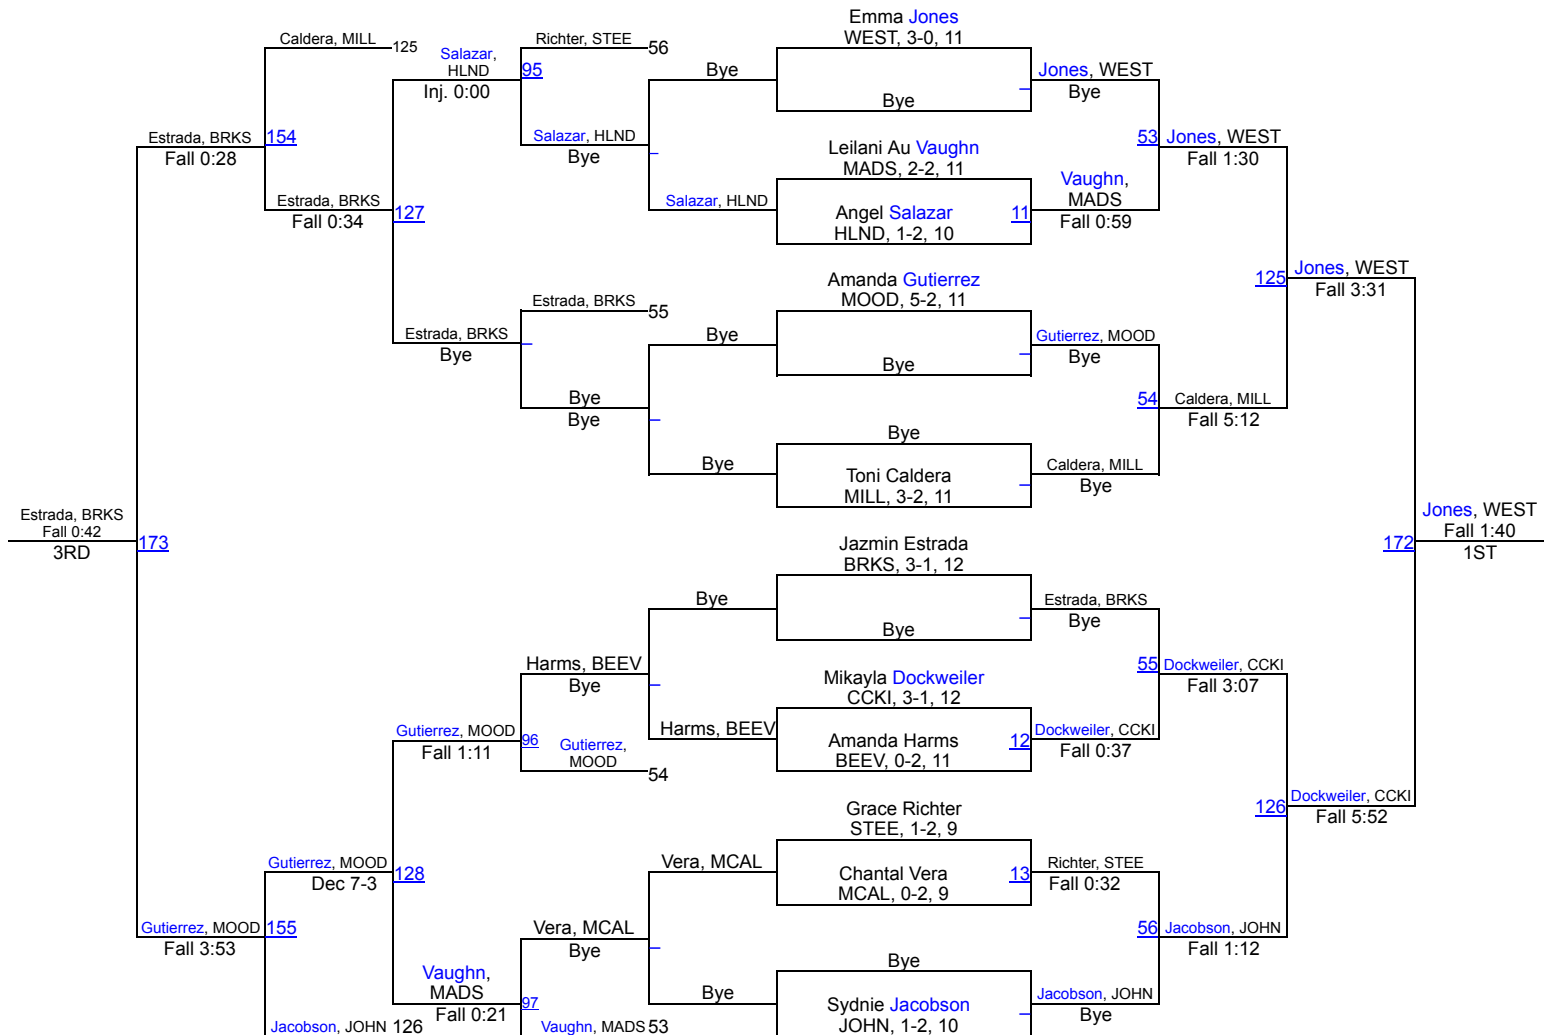 Emma Jones
WEST, 3-0, 11
Caldera, MILL 125
Salazar,
HLND
Inj. 0:00
Richter, STEE 56
95
Bye
Bye
Jones, WEST
Bye
Estrada, BRKS
Fall 0:28
154
Salazar, HLND
Bye
Leilani Au Vaughn
MADS, 2-2, 11
53 Jones, WEST
Fall 1:30
Vaughn,
MADS
Fall 0:59
Estrada, BRKS
Fall 0:34
127
Salazar, HLND
Angel Salazar
HLND, 1-2, 10
11
Amanda Gutierrez
MOOD, 5-2, 11
125
Jones, WEST
Fall 3:31
Estrada, BRKS
55
Estrada, BRKS
Bye
Bye
Bye
Gutierrez, MOOD
Bye
Bye
Bye
54 Caldera, MILL
Fall 5:12
Bye
Bye
Toni Caldera
MILL, 3-2, 11
Caldera, MILL
Bye
Estrada, BRKS
Fall 0:42
3RD
173
Jazmin Estrada
BRKS, 3-1, 12
172
Jones, WEST
Fall 1:40
1ST
Bye
Bye
Estrada, BRKS
Bye
Harms, BEEV
Bye
Mikayla Dockweiler
CCKI, 3-1, 12
55 Dockweiler, CCKI
Fall 3:07
Gutierrez, MOOD
Fall 1:11
96
Gutierrez,
MOOD
54
Harms, BEEV
Amanda Harms
BEEV, 0-2, 11
12
Dockweiler, CCKI
Fall 0:37
126
Dockweiler, CCKI
Fall 5:52
Grace Richter
STEE, 1-2, 9
Gutierrez, MOOD
Dec 7-3
128
Vera, MCAL
Chantal Vera
MCAL, 0-2, 9
13
Richter, STEE
Fall 0:32
Gutierrez, MOOD
Fall 3:53
155
Vera, MCAL
Bye
56 Jacobson, JOHN
Fall 1:12
Vaughn,
MADS
Fall 0:21
97
Bye
Bye
Sydnie Jacobson
JOHN, 1-2, 10
Jacobson, JOHN
Bye
Jacobson, JOHN 126
Vaughn, MADS 53